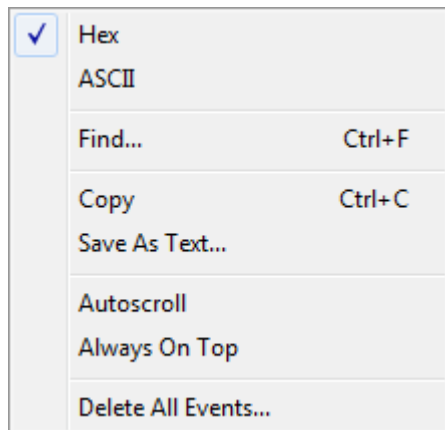 Hex
ASCII
Find... Ctrl+F
Copy Ctrl+C
Save As Text...
Autoscroll
Always On Top
Delete All Events...